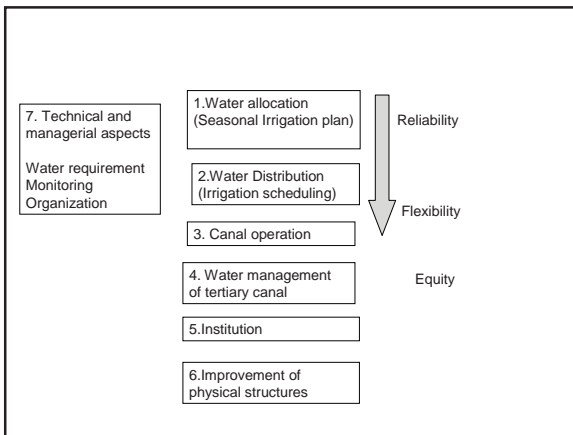 7. Technical and
managerial aspects
Water requirement
Monitoring
Organization
1.Water allocation
(Seasonal Irrigation plan)
2.Water Distribution
(Irrigation scheduling)
3. Canal operation
4. Water management
of tertiary canal
5.Institution
6.Improvement of
physical structures
Reliability
Flexibility
Equity